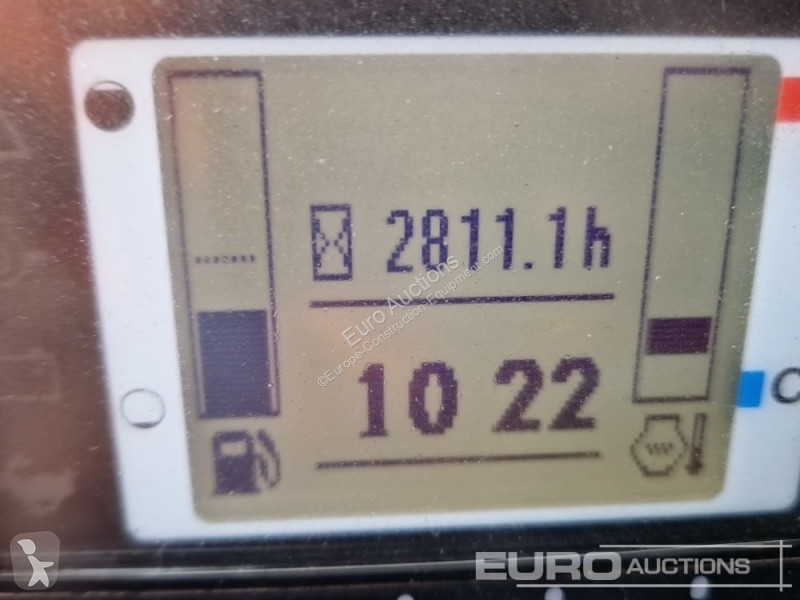 2811.1h
10 22
C
Euro Auctions
©Europe-Construction-Equipment.com
EURO AUCTIONS